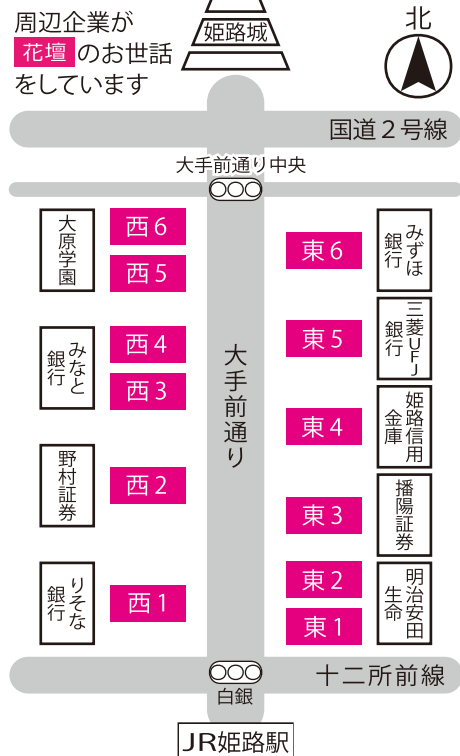 周辺企業が
花壇のお世話
をしています
姫路城
北
国道2号線
大手前通り中央
大原学園
西6
西5
みずほ銀行
東6
みなと銀行
西4
西3
三菱UFJ銀行
東5
大手前通り
姫路信用金庫
東4
野村証券
西2
播陽証券
東3
りそな銀行
西1
明治安田生命
東2
東1
十二所前線
白銀
JR姫路駅